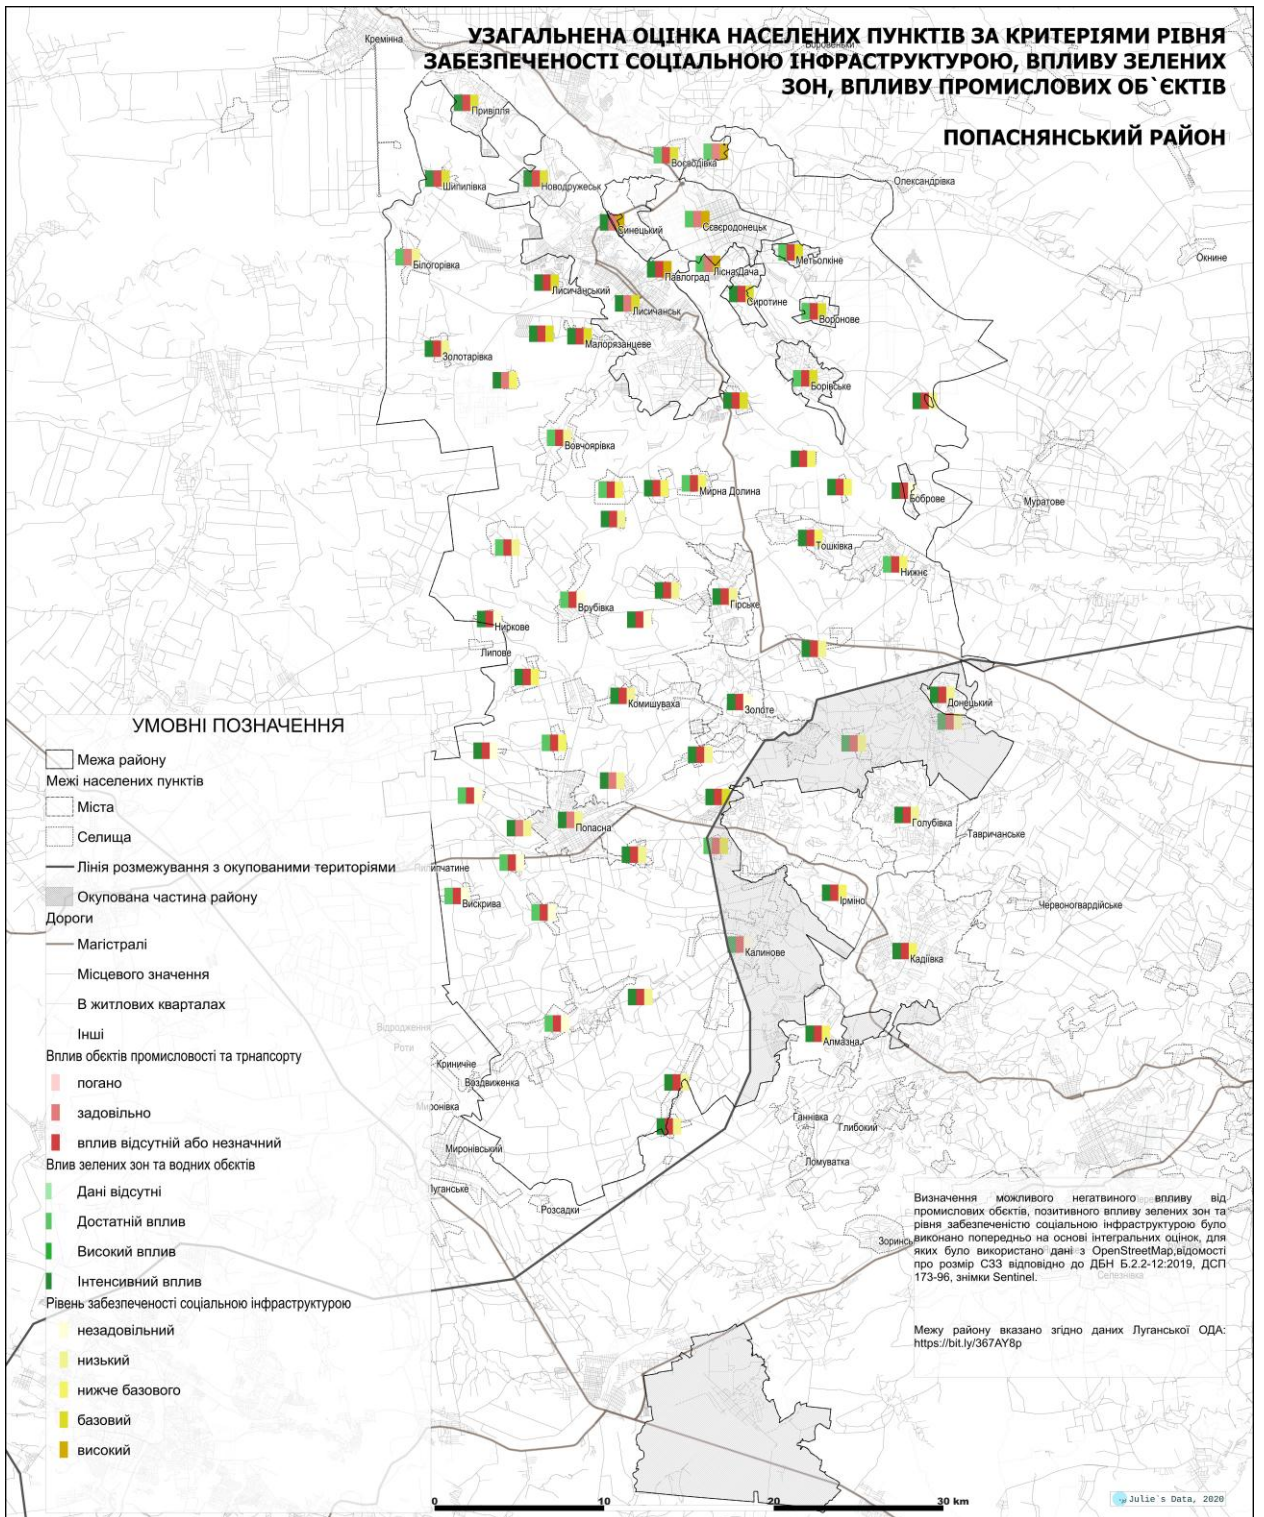 УЗАГАЛЬНЕНА ОЦІНКА НАСЕЛЕНИХ ПУНКТІВ ЗА КРИТЕРІЯМИ РІВНЯ
ЗАБЕЗПЕЧЕНОСТІ СОЦІАЛЬНОЮ ІНФРАСТРУКТУРОЮ, ВПЛИВУ ЗЕЛЕНИХ
ЗОН, ВПЛИВУ ПРОМИСЛОВИХ ОБ`ЄКТІВ
ПОПАСНЯНСЬКИЙ РАЙОН
Кремінна
Привілля
Воєводівка
Олександрівка
Шипилівка
Новодружеськ
Синецький
Сєвєродонецьк
Метьолкіне
Окнине
Білогорівка
Павлоград
Лісна Дача
Лисичанський
Сиротине
Лисичанськ
Воронове
Малорязанцеве
Золотарівка
Борівське
Вовчоярівка
Мирна Долина
Боброве
Муратове
Тошківка
Нижнє
Врубівка
Гірське
Ниркове
Липове
Комишуваха
Золоте
Донецький
Попасна
Голубівка
Тавричанське
Вискрива
Ірміно
Червоногвардійське
Калинове
Кадіївка
Відродження
Роти
Алмазна
Криничне
Воздвиженка
Миронівка
Ганнівка
Глибокий
Миронівський
Ломуватка
Луганське
Розсадки
Зоринськ
Селезнівка
УМОВНІ ПОЗНАЧЕННЯ
Межа району
Межі населених пунктів
Міста
Селища
Лінія розмежування з окупованими територіями
Окупована частина району
Дороги
Магістралі
Місцевого значення
В житлових кварталах
Інші
Вплив обєктів промисловості та трнапсорту
погано
задовільно
вплив відсутній або незначний
Влив зелених зон та водних обєктів
Дані відсутні
Достатній вплив
Високий вплив
Інтенсивний вплив
Рівень забезпеченості соціальною інфраструктурою
незадовільний
низький
нижче базового
базовий
високий
Визначення можливого негатвиного впливу від
промислових обєктів, позитивного впливу зелених зон та
рівня забезпеченістю соціальною інфраструктурою було
виконано попередньо на основі інтегральних оцінок, для
яких було використано дані з OpenStreetMap,відомості
про розмір СЗЗ відповідно до ДБН Б.2.2-12:2019, ДСП
173-96, знімки Sentinel.
Межу району вказано згідно даних Луганської ОДА:
https://bit.ly/367AY8p
0 10 20 30 km
Julie`s Data, 2020